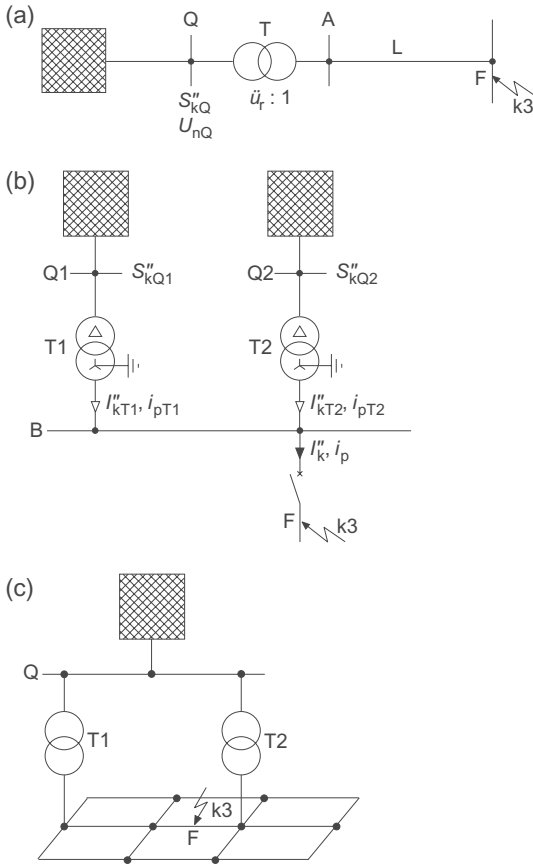 (a)
Q T A
L
F
S″kQ
UnQ
ür : 1
k3
(b)
Q1 S″kQ1
Q2 S″kQ2
T1
T2
I″kT1, ipT1
I″kT2, ipT2
B
I″k, ip
F k3
(c)
Q
T1
T2
k3
F